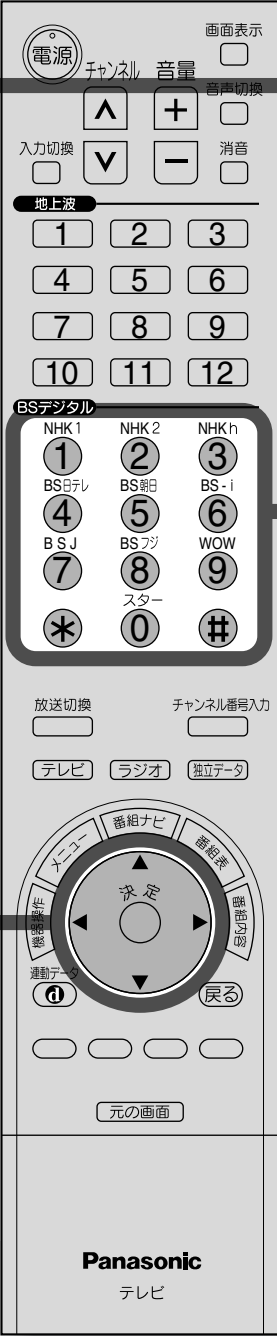 画面表示
電源
チャンネル 音量
音声切換
入力切換 消音
地上波
1 2 3
4 5 6
7 8 9
10 11 12
BSデジタル
NHK1 NHK2 NHKh
1 2 3
BS日テレ BS朝日 BS-i
4 5 6
BSJ BSフジ WOW
7 8 9
スター
* 0 #
放送切換 チャンネル番号入力
テレビ ラジオ 独立データ
番組ナビ
メニュー 番組表
機器操作 決定 番組内容
連動データ
d 戻る
元の画面
Panasonic
テレビ